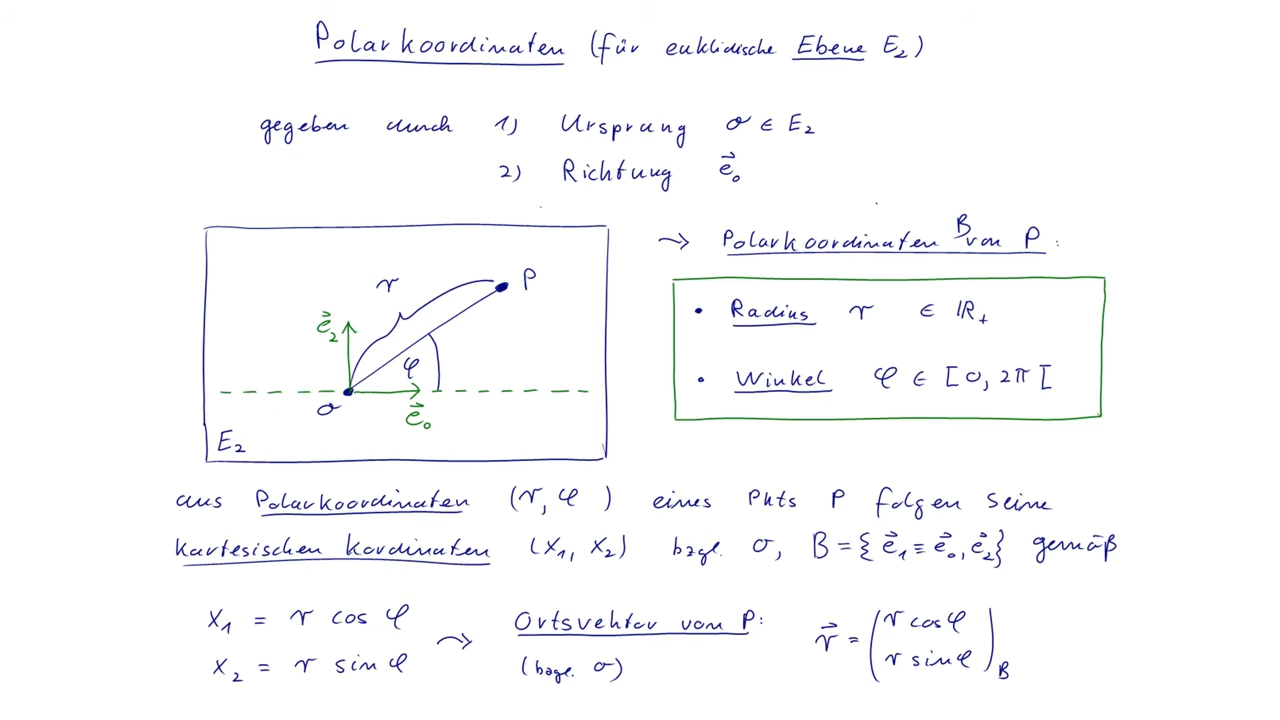 Polarkoordinaten (für euklidische Ebene E₂)
gegeben durch 1) Ursprung σ ∈ E₂
2) Richtung e⃗₀
→ Polarkoordinaten B von P:
r
P
e⃗₂
φ
σ
e⃗₀
E₂
• Radius r ∈ ℝ₊
• Winkel φ ∈ [0, 2π[
aus Polarkoordinaten (r, φ) eines Pkts P folgen seine
kartesischen Kordinaten (x₁, x₂) bzgl. σ, B = {e⃗₁ ≡ e⃗₀, e⃗₂} gemäß
x₁ = r cos φ
x₂ = r sin φ
→ Ortsvektor von P:
(bzgl. σ)
r⃗ = (r cos φ
r sin φ)_B